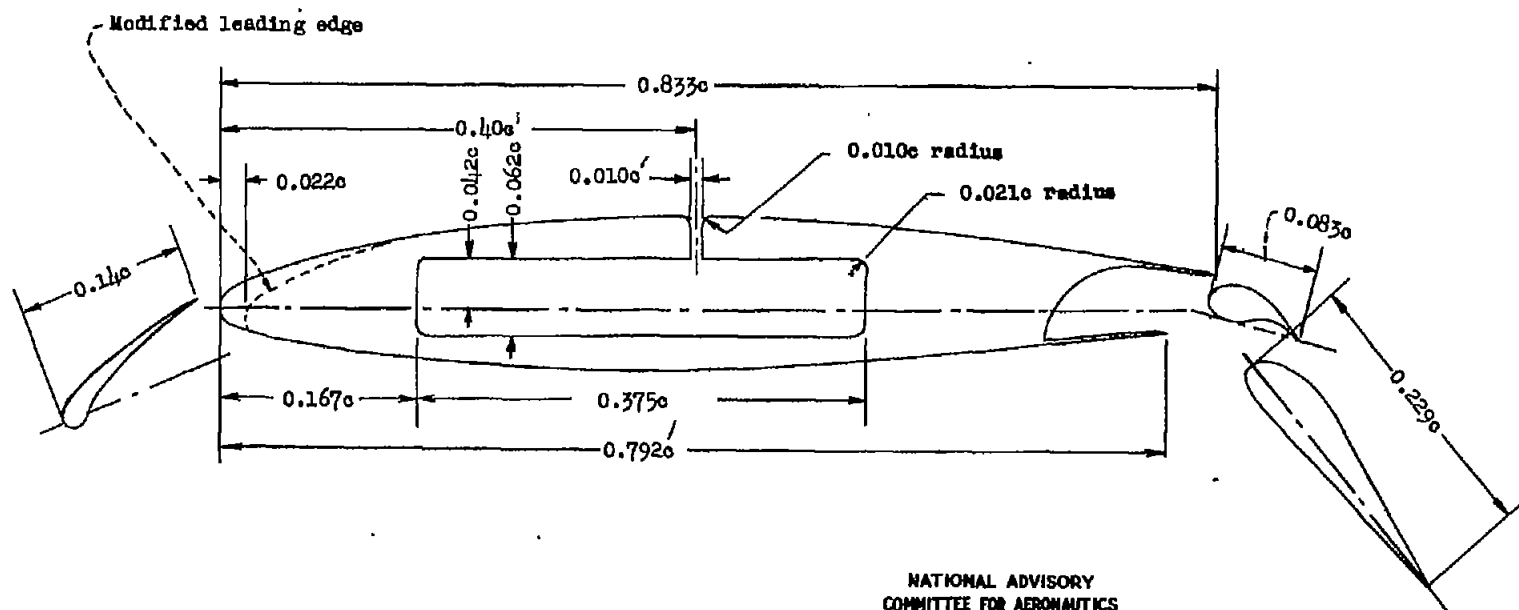 Modified leading edge
0.833c
0.40c'
0.042c
0.062c
0.010c'
0.010c radius
0.021c radius
0.022c
0.083c
0.14c
0.229c
0.167c
0.375c
0.792c'
NATIONAL ADVISORY
COMMITTEE FOR AERONAUTICS